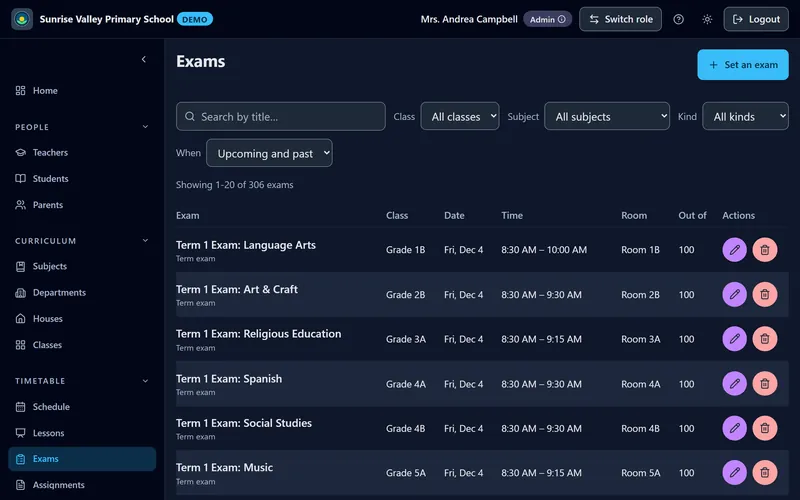 Sunrise Valley Primary School DEMO
Mrs. Andrea Campbell Admin Switch role Logout
Home
PEOPLE
Teachers
Students
Parents
CURRICULUM
Subjects
Departments
Houses
Classes
TIMETABLE
Schedule
Lessons
Exams
Assignments
Exams
Set an exam
Search by title... Class All classes Subject All subjects Kind All kinds
When Upcoming and past
Showing 1-20 of 306 exams
Exam Class Date Time Room Out of Actions
Term 1 Exam: Language Arts Grade 1B Fri, Dec 4 8:30 AM – 10:00 AM Room 1B 100
Term exam
Term 1 Exam: Art & Craft Grade 2B Fri, Dec 4 8:30 AM – 9:30 AM Room 2B 100
Term exam
Term 1 Exam: Religious Education Grade 3A Fri, Dec 4 8:30 AM – 9:15 AM Room 3A 100
Term exam
Term 1 Exam: Spanish Grade 4A Fri, Dec 4 8:30 AM – 9:30 AM Room 4A 100
Term exam
Term 1 Exam: Social Studies Grade 4B Fri, Dec 4 8:30 AM – 9:30 AM Room 4B 100
Term exam
Term 1 Exam: Music Grade 5A Fri, Dec 4 8:30 AM – 9:15 AM Room 5A 100
Term exam